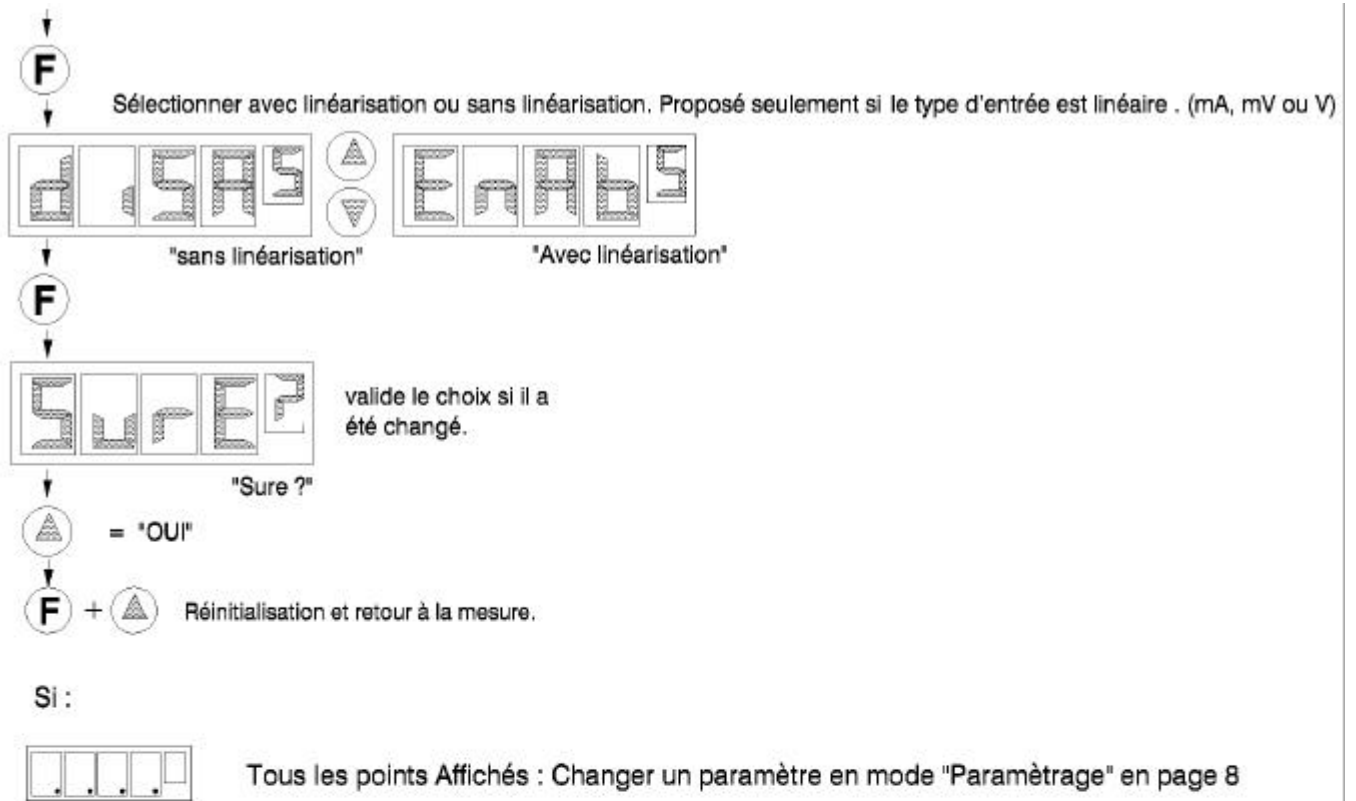 F
Sélectionner avec linéarisation ou sans linéarisation. Proposé seulement si le type d'entrée est linéaire . (mA, mV ou V)
diSAS EnAbS
"sans linéarisation" "Avec linéarisation"
F
SurE?
valide le choix si il a
été changé.
"Sure ?"
= "OUI"
F + Réinitialisation et retour à la mesure.
Si :
Tous les points Affichés : Changer un paramètre en mode "Paramètrage" en page 8